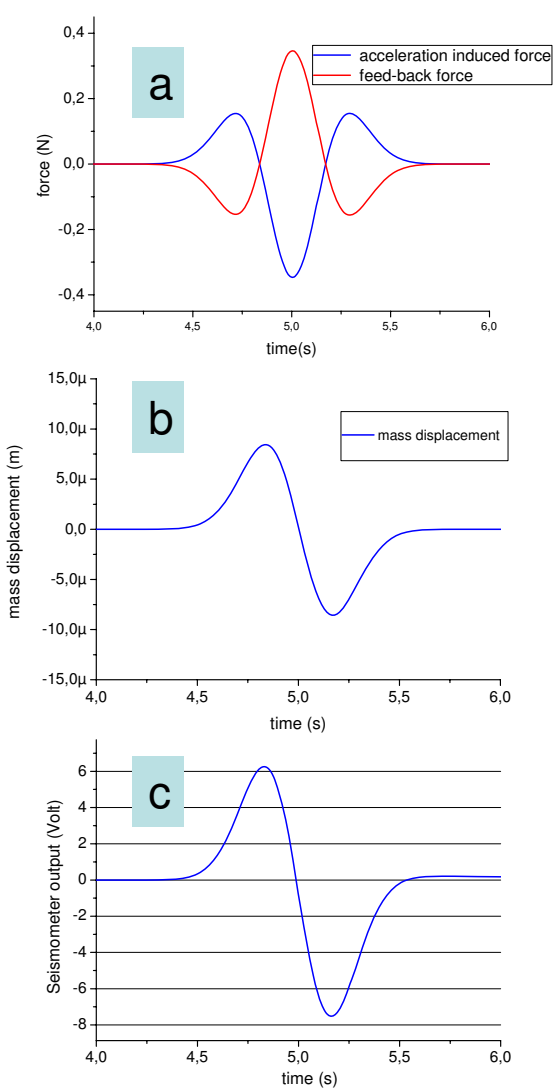 a
acceleration induced force
feed-back force
0,4
0,2
0,0
-0,2
-0,4
force (N)
4,0 4,5 5,0 5,5 6,0
time(s)
b
mass displacement
15,0µ
10,0µ
5,0µ
0,0
-5,0µ
-10,0µ
-15,0µ
mass displacement (m)
4,0 4,5 5,0 5,5 6,0
time (s)
c
6
4
2
0
-2
-4
-6
-8
Seismometer output (Volt)
4,0 4,5 5,0 5,5 6,0
time (s)